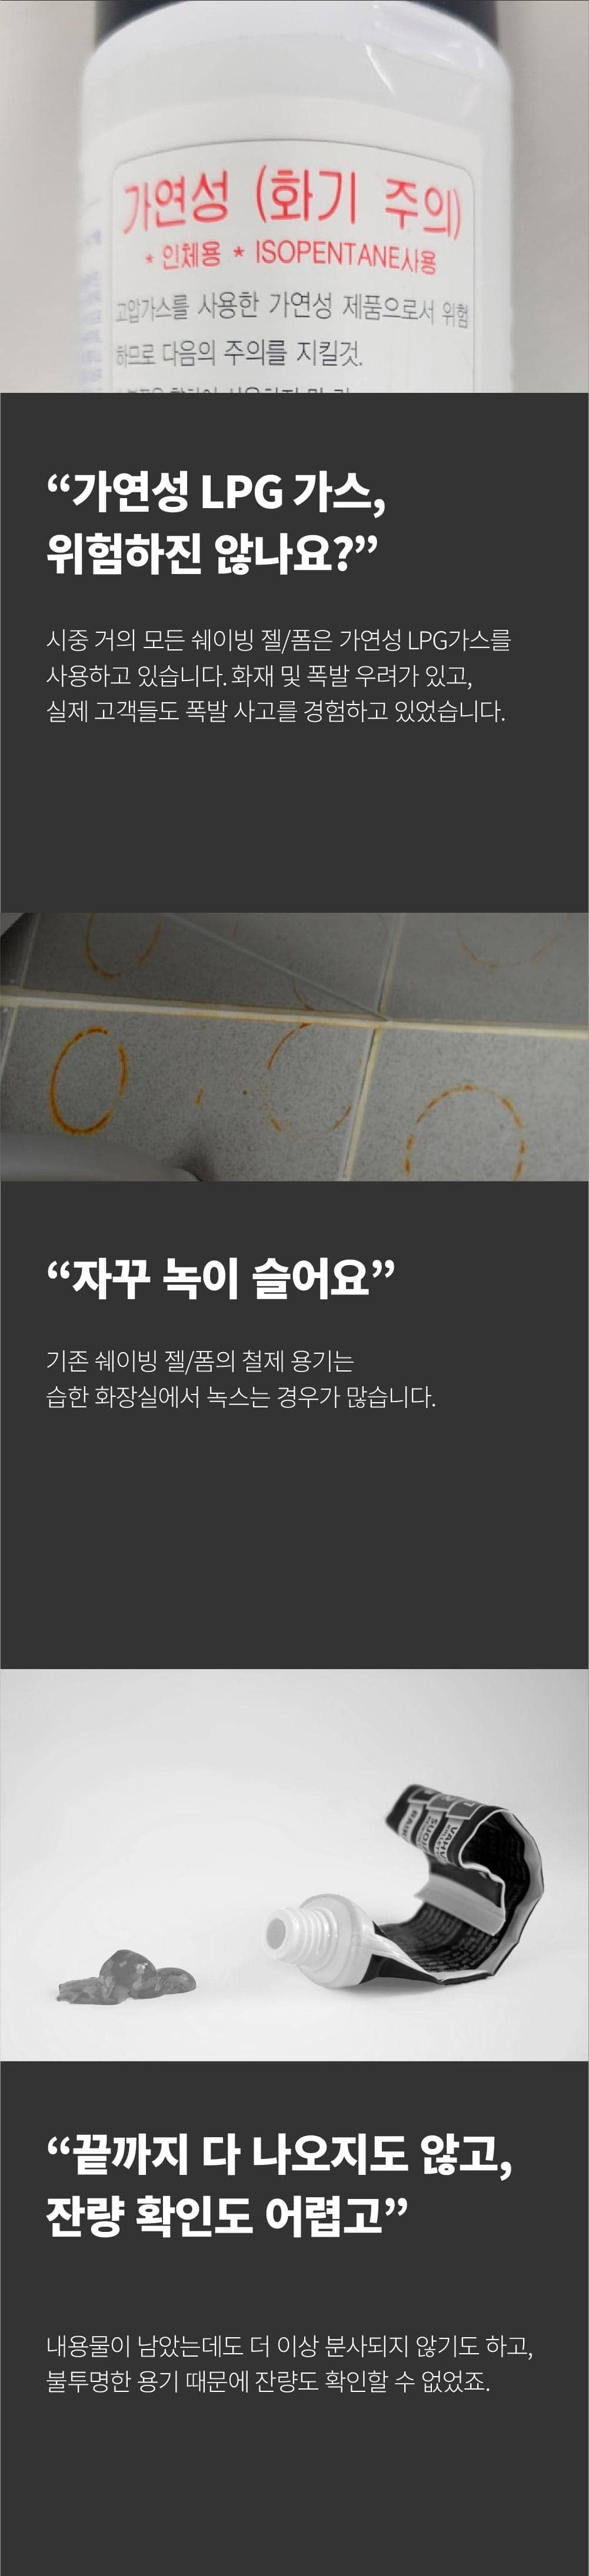 가연성 (화기 주의)
* 인체용 * ISOPENTANE사용
고압가스를 사용한 가연성 제품으로서 위험
하므로 다음의 주의를 지킬것.
“가연성 LPG 가스,
위험하진 않나요?”
시중 거의 모든 쉐이빙 젤/폼은 가연성 LPG가스를
사용하고 있습니다. 화재 및 폭발 우려가 있고,
실제 고객들도 폭발 사고를 경험하고 있었습니다.
“자꾸 녹이 슬어요”
기존 쉐이빙 젤/폼의 철제 용기는
습한 화장실에서 녹스는 경우가 많습니다.
“끝까지 다 나오지도 않고,
잔량 확인도 어렵고”
내용물이 남았는데도 더 이상 분사되지 않기도 하고,
불투명한 용기 때문에 잔량도 확인할 수 없었죠.